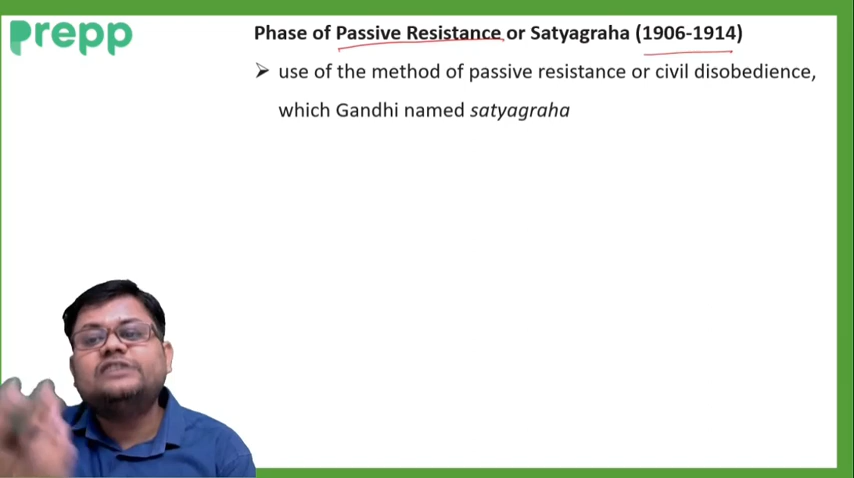 Prepp
Phase of Passive Resistance or Satyagraha (1906-1914)
➢ use of the method of passive resistance or civil disobedience,
which Gandhi named satyagraha